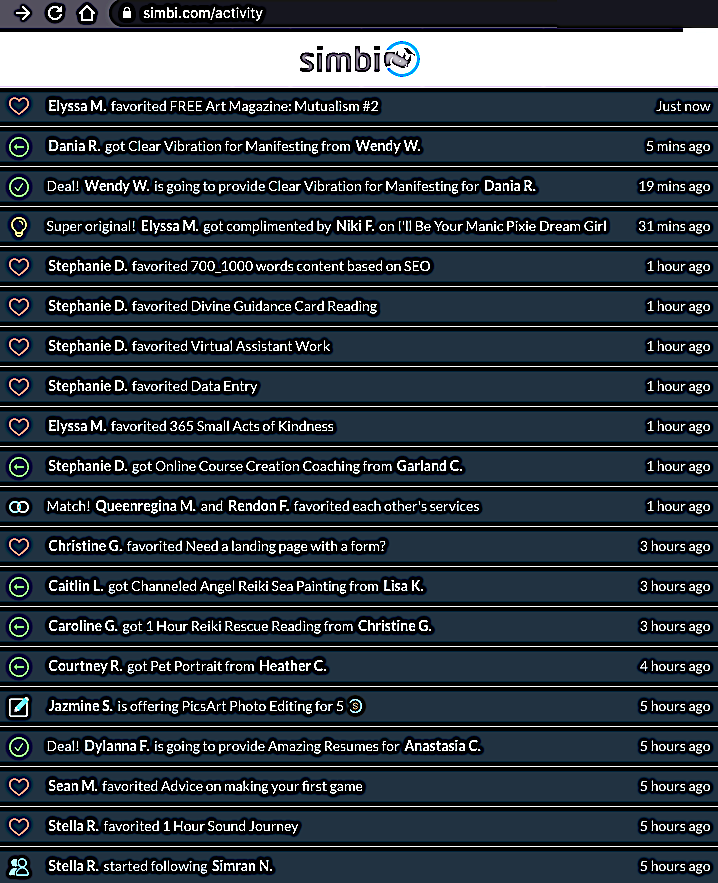 simbi.com/activity
simbi
Elyssa M. favorited FREE Art Magazine: Mutualism #2 Just now
Dania R. got Clear Vibration for Manifesting from Wendy W. 5 mins ago
Deal! Wendy W. is going to provide Clear Vibration for Manifesting for Dania R. 19 mins ago
Super original! Elyssa M. got complimented by Niki F. on I'll Be Your Manic Pixie Dream Girl 31 mins ago
Stephanie D. favorited 700_1000 words content based on SEO 1 hour ago
Stephanie D. favorited Divine Guidance Card Reading 1 hour ago
Stephanie D. favorited Virtual Assistant Work 1 hour ago
Stephanie D. favorited Data Entry 1 hour ago
Elyssa M. favorited 365 Small Acts of Kindness 1 hour ago
Stephanie D. got Online Course Creation Coaching from Garland C. 1 hour ago
Match! Queenregina M. and Rendon F. favorited each other's services 1 hour ago
Christine G. favorited Need a landing page with a form? 3 hours ago
Caitlin L. got Channeled Angel Reiki Sea Painting from Lisa K. 3 hours ago
Caroline G. got 1 Hour Reiki Rescue Reading from Christine G. 3 hours ago
Courtney R. got Pet Portrait from Heather C. 4 hours ago
Jazmine S. is offering PicsArt Photo Editing for 5 Ⓢ 5 hours ago
Deal! Dylanna F. is going to provide Amazing Resumes for Anastasia C. 5 hours ago
Sean M. favorited Advice on making your first game 5 hours ago
Stella R. favorited 1 Hour Sound Journey 5 hours ago
Stella R. started following Simran N. 5 hours ago